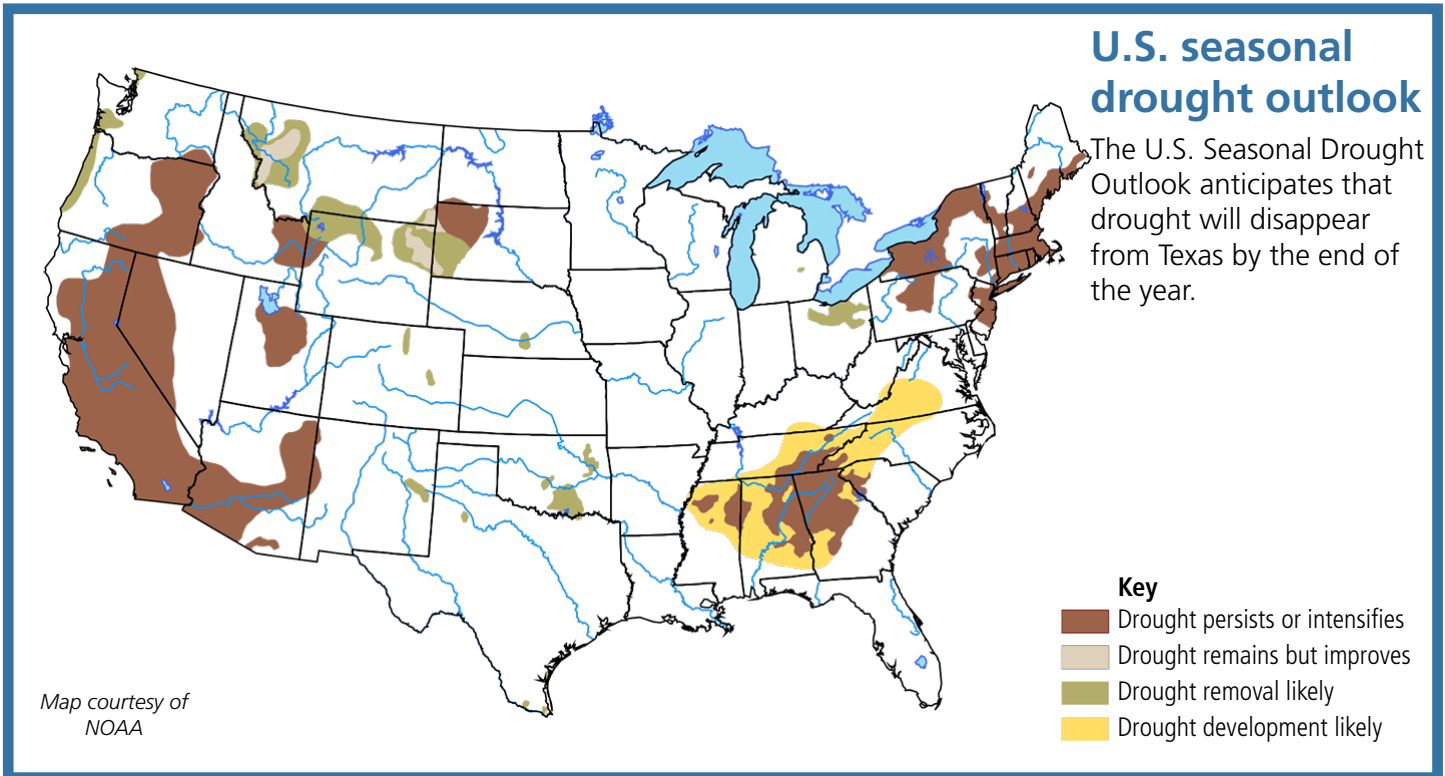 U.S. seasonal
drought outlook
The U.S. Seasonal Drought
Outlook anticipates that
drought will disappear
from Texas by the end of
the year.
Key
Drought persists or intensifies
Drought remains but improves
Drought removal likely
Drought development likely
Map courtesy of
NOAA